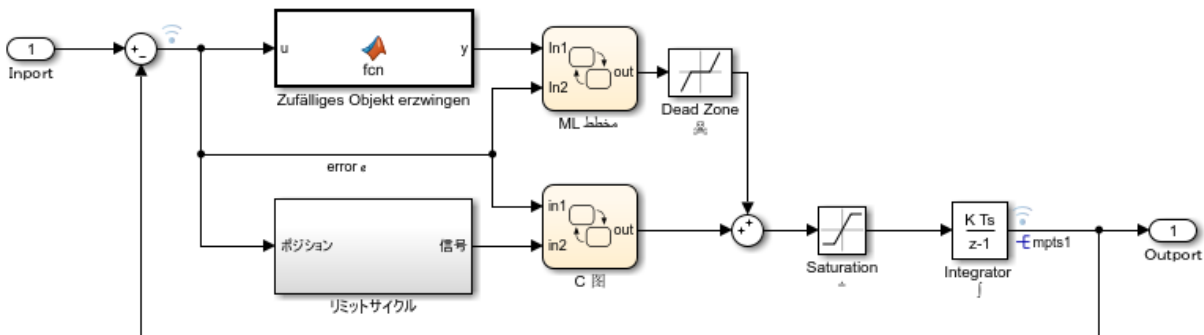 1
Inport
u
fcn
y
Zufälliges Objekt erzwingen
In1
In2
out
ML مخطط
Dead Zone
error e
ポジション
信号
リミットサイクル
in1
in2
out
C 图
Saturation
K Ts
z-1
mpts1
Integrator
∫
1
Outport